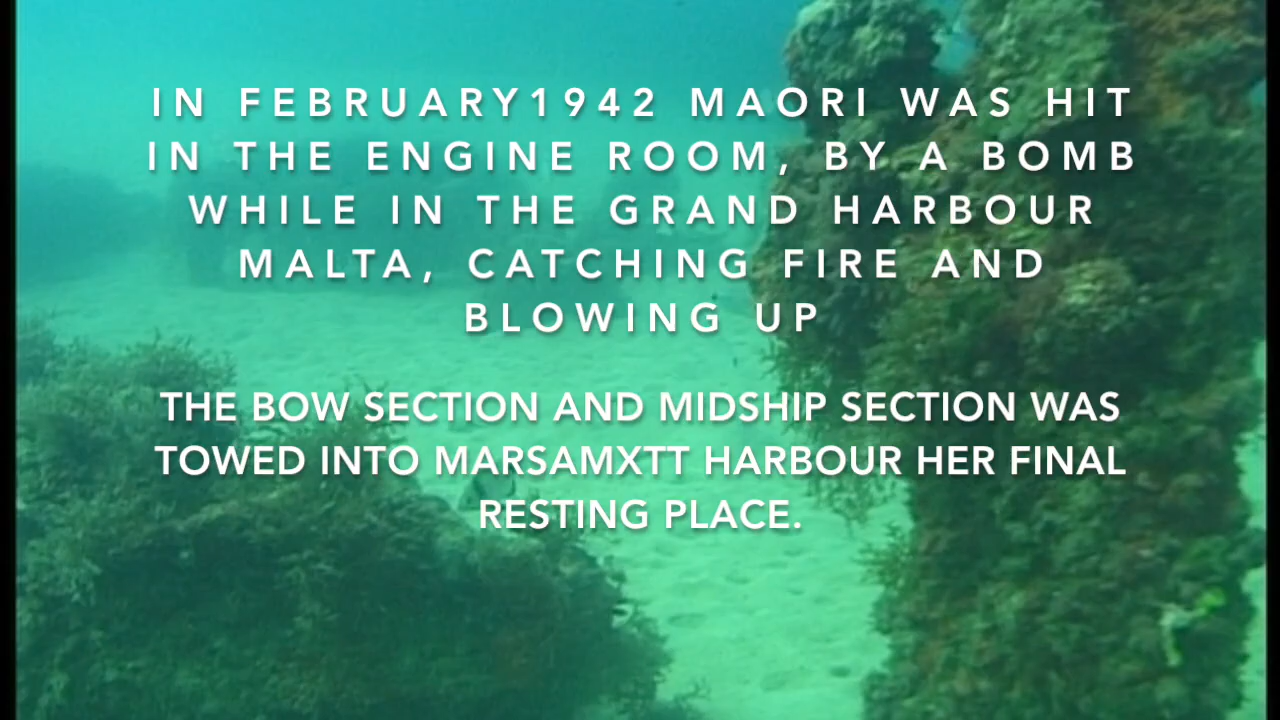 IN FEBRUARY1942 MAORI WAS HIT
IN THE ENGINE ROOM, BY A BOMB
WHILE IN THE GRAND HARBOUR
MALTA, CATCHING FIRE AND
BLOWING UP
THE BOW SECTION AND MIDSHIP SECTION WAS
TOWED INTO MARSAMXTT HARBOUR HER FINAL
RESTING PLACE.